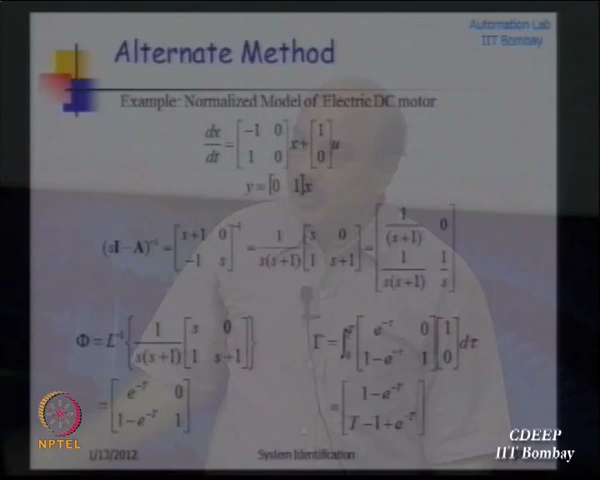 Automation Lab
IIT Bombay
Alternate Method
Example: Normalized Model of Electric DC motor
dx/dt = [−1 0; 1 0] x + [1; 0] u
y = [0 1] x
(sI − A)⁻¹ = [s+1 0; −1 s]⁻¹ = 1/(s(s+1)) [s 0; 1 s+1] = [1/(s+1) 0; 1/(s(s+1)) 1/s]
Φ = L⁻¹{1/(s(s+1)) [s 0; 1 s+1]}
= [e^(−T) 0; 1−e^(−T) 1]
Γ = ∫₀ᵀ [e^(−τ) 0; 1−e^(−τ) 1] [1; 0] dτ
= [1−e^(−T); T−1+e^(−T)]
NPTEL
1/13/2012
System Identification
CDEEP
IIT Bombay